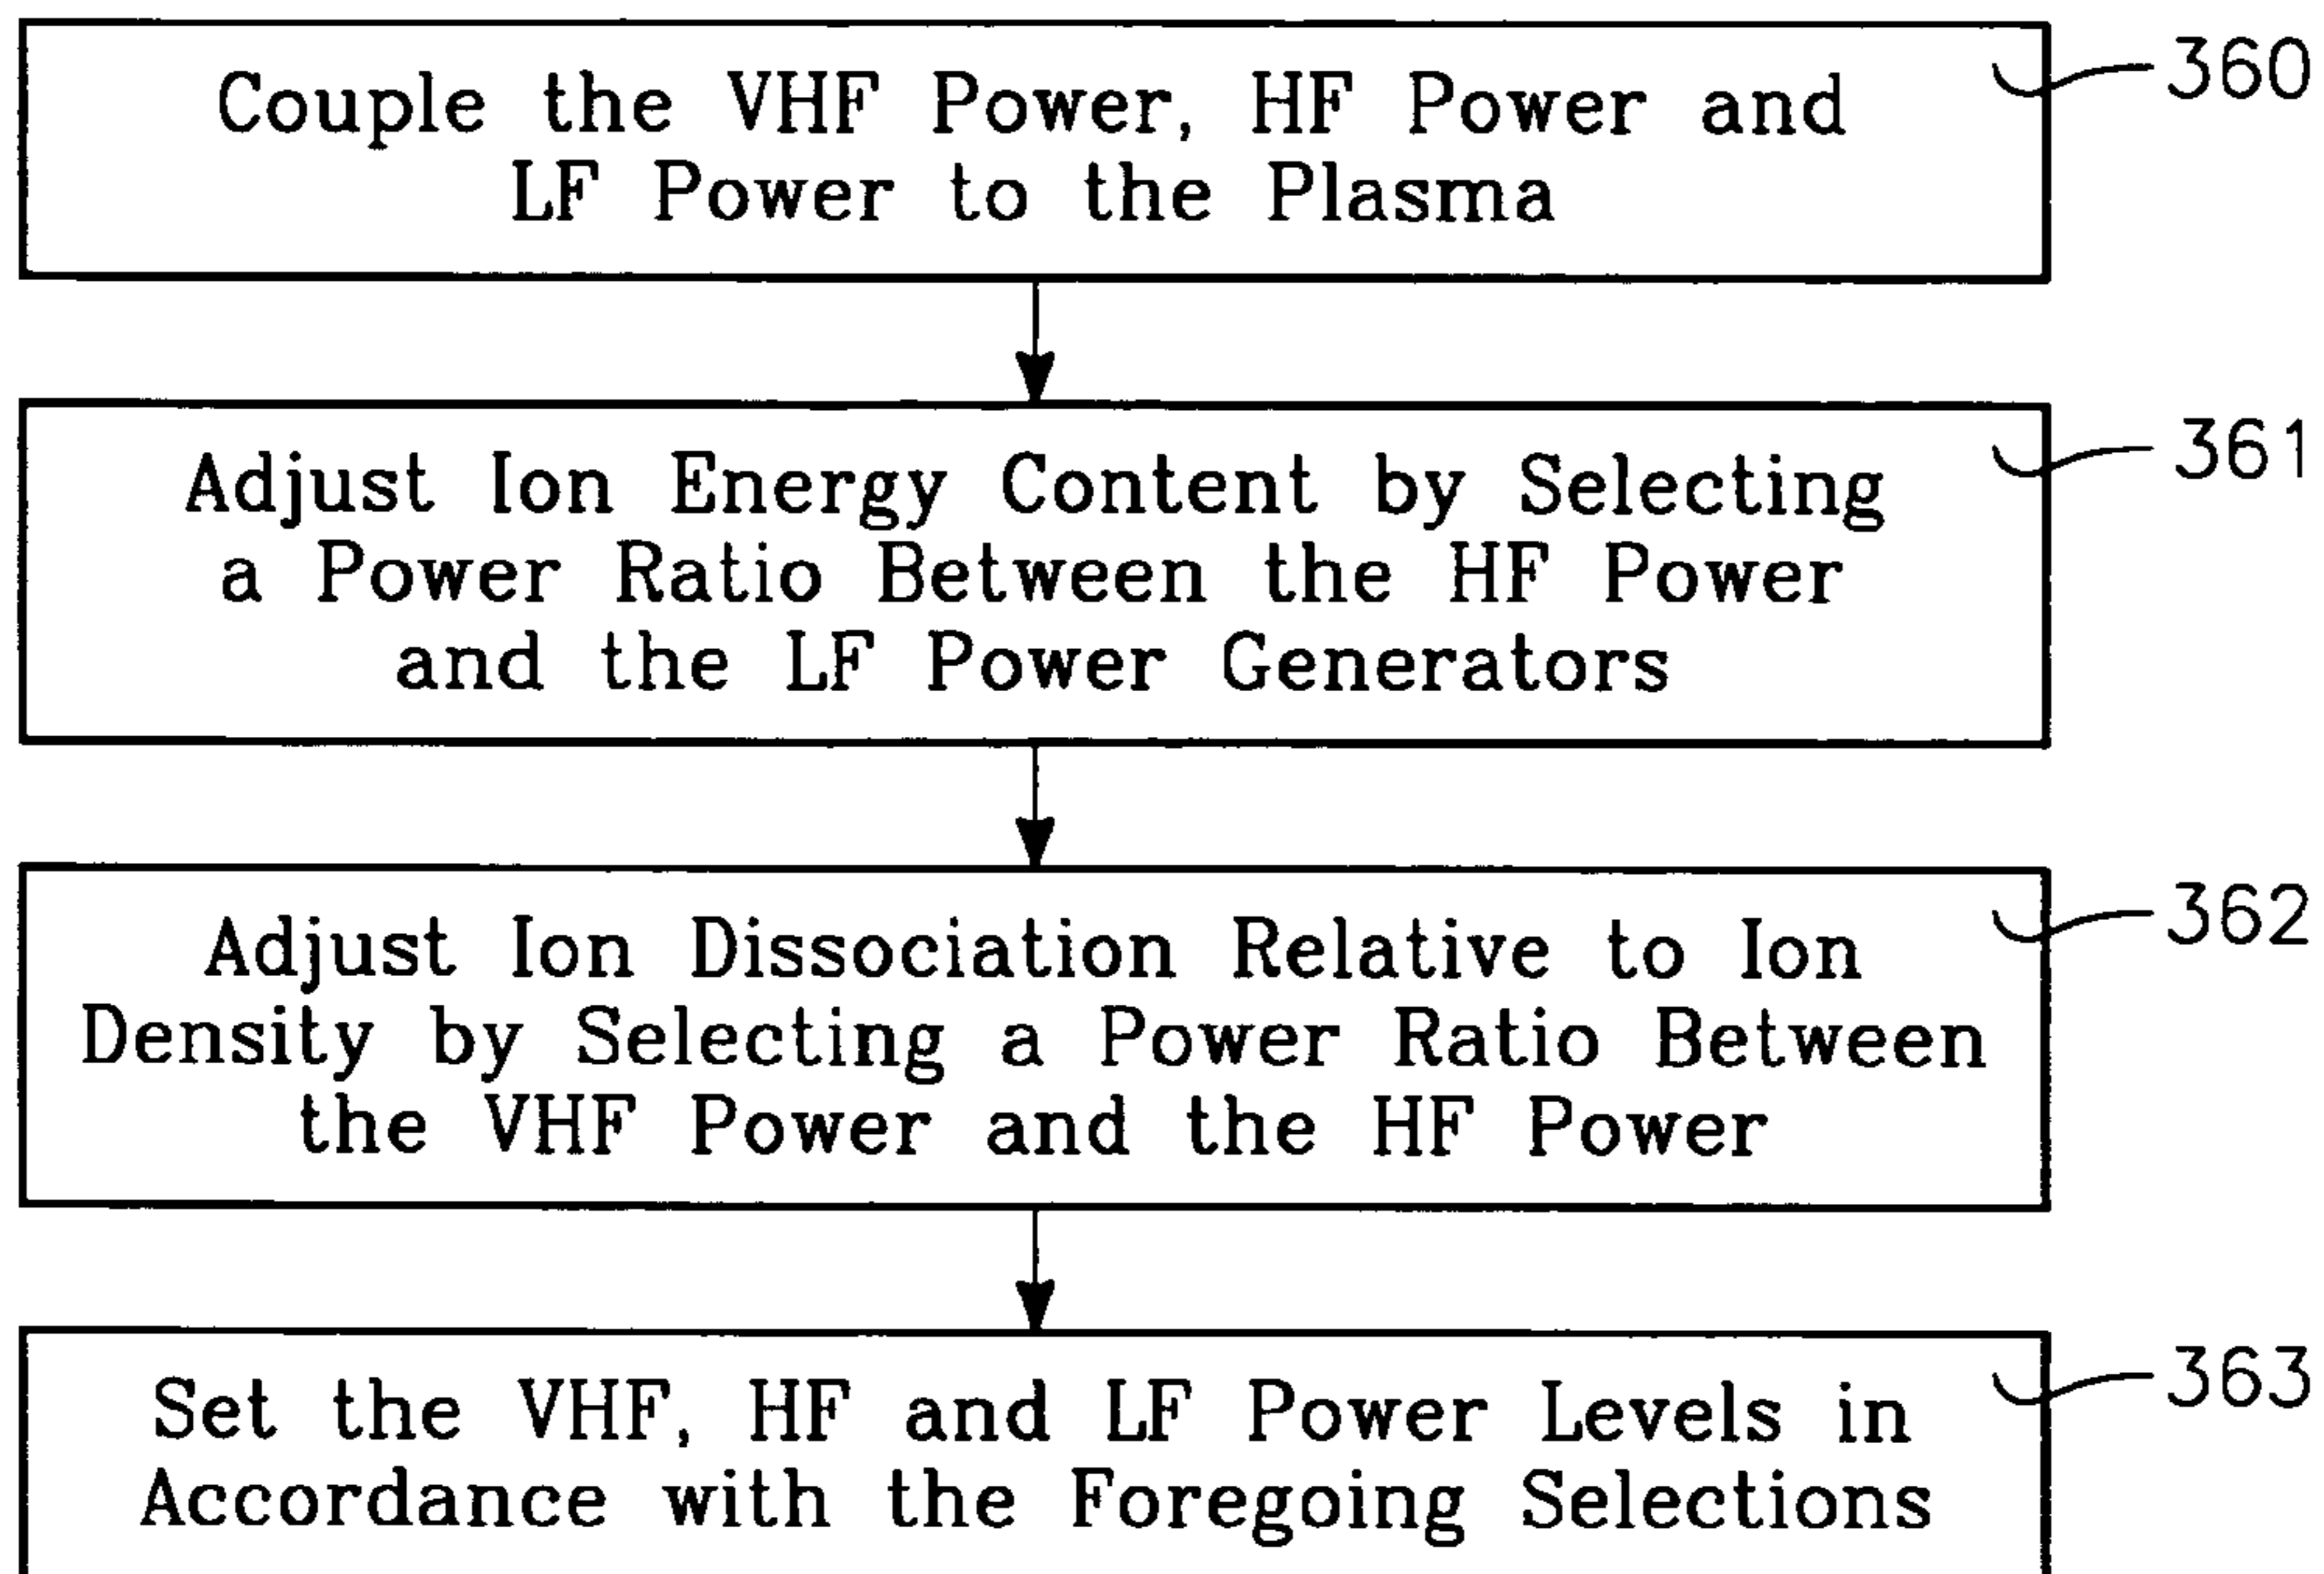 Couple the VHF Power, HF Power and
LF Power to the Plasma
360
Adjust Ion Energy Content by Selecting
a Power Ratio Between the HF Power
and the LF Power Generators
361
Adjust Ion Dissociation Relative to Ion
Density by Selecting a Power Ratio Between
the VHF Power and the HF Power
362
Set the VHF, HF and LF Power Levels in
Accordance with the Foregoing Selections
363